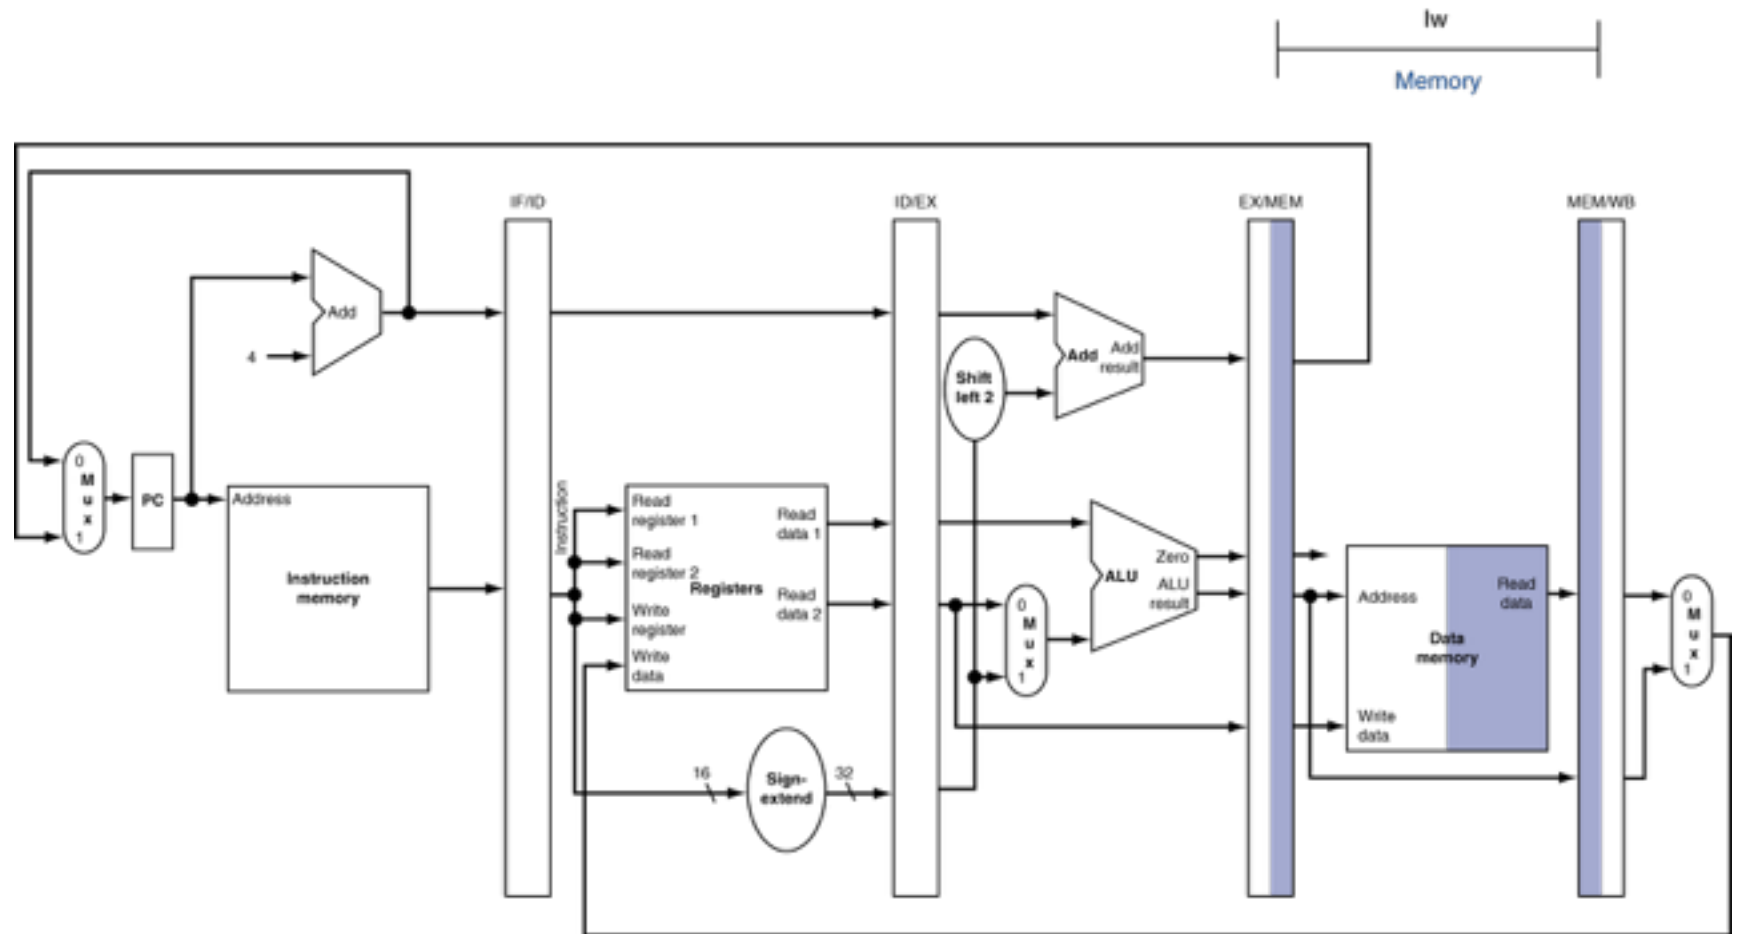 lw
Memory
IF/ID
ID/EX
EX/MEM
MEM/WB
Add
4
Add
Add
result
Shift
left 2
0
M
u
x
1
PC
Address
Instruction
memory
Instruction
Read
register 1
Read
register 2
Write
register
Write
data
Registers
Read
data 1
Read
data 2
0
M
u
x
1
Zero
ALU
ALU
result
Address
Read
data
Data
memory
Write
data
0
M
u
x
1
16
Sign-
extend
32